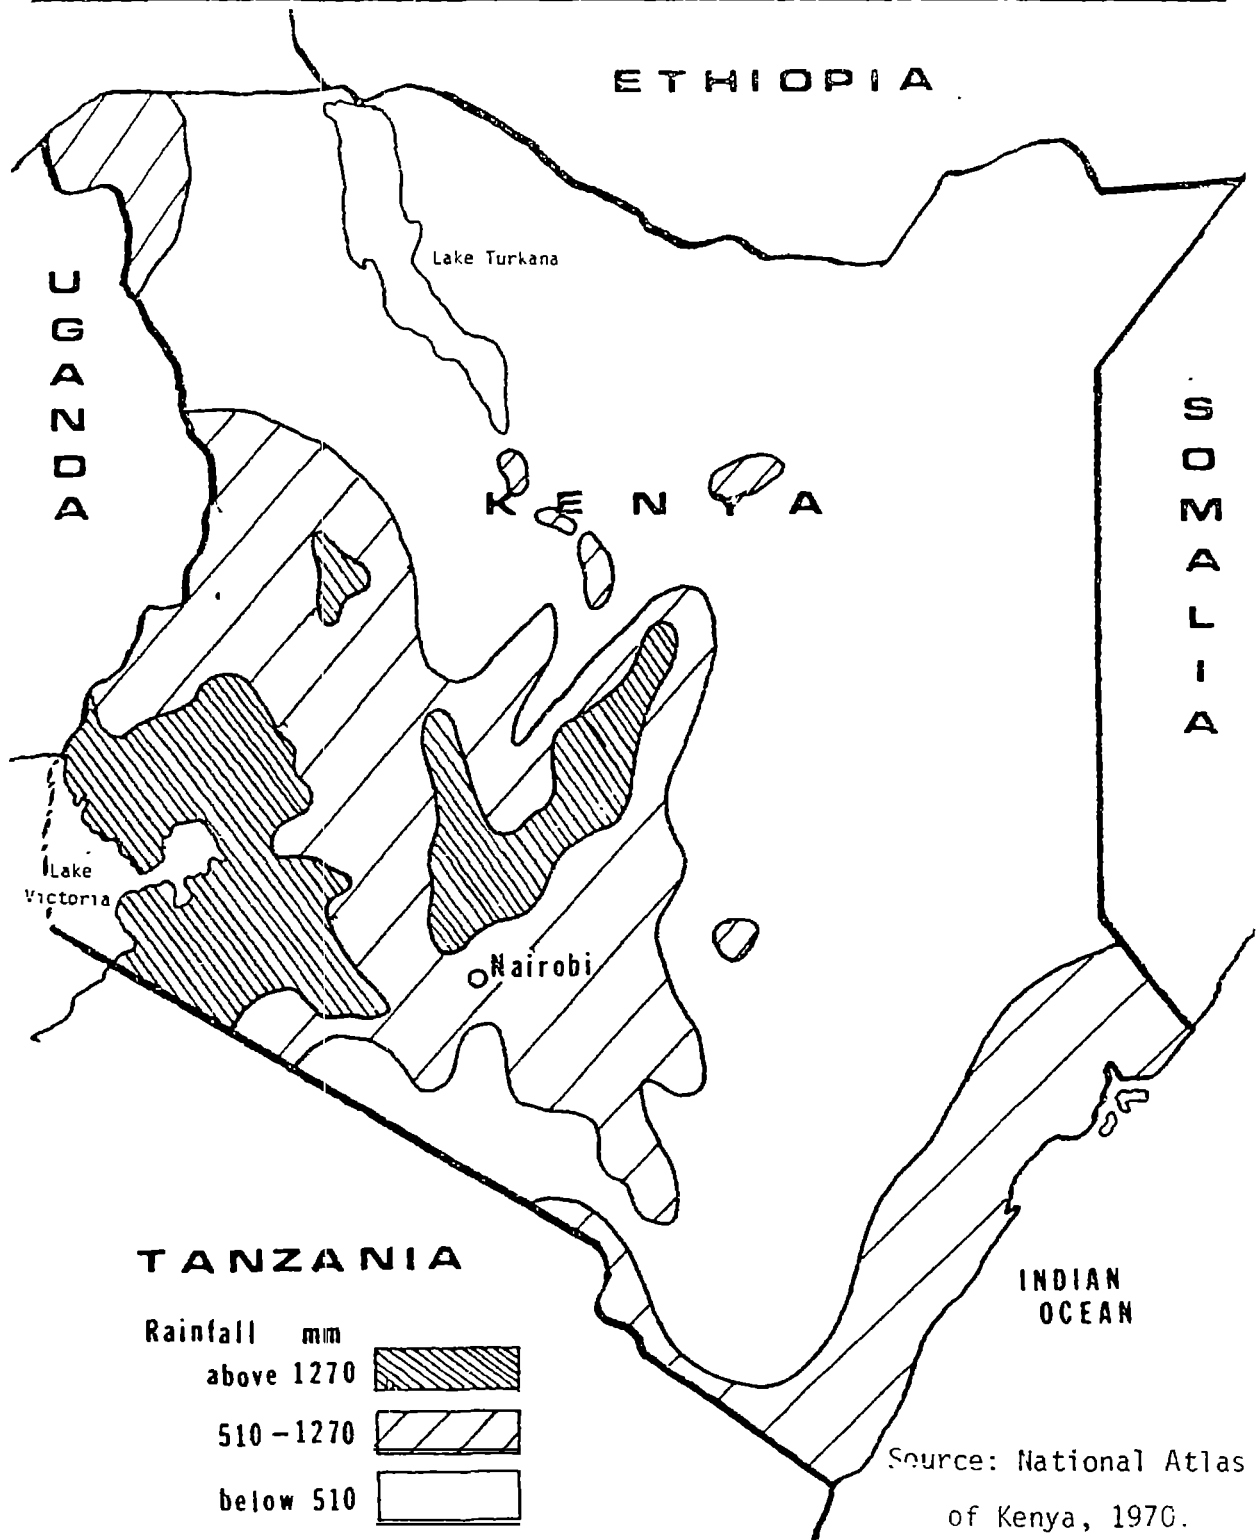 ETHIOPIA
Lake Turkana
UGANDA
SOMALIA
KENYA
Lake
Victoria
Nairobi
TANZANIA
INDIAN
OCEAN
Rainfall mm
above 1270
510-1270
below 510
Source: National Atlas
of Kenya, 1970.